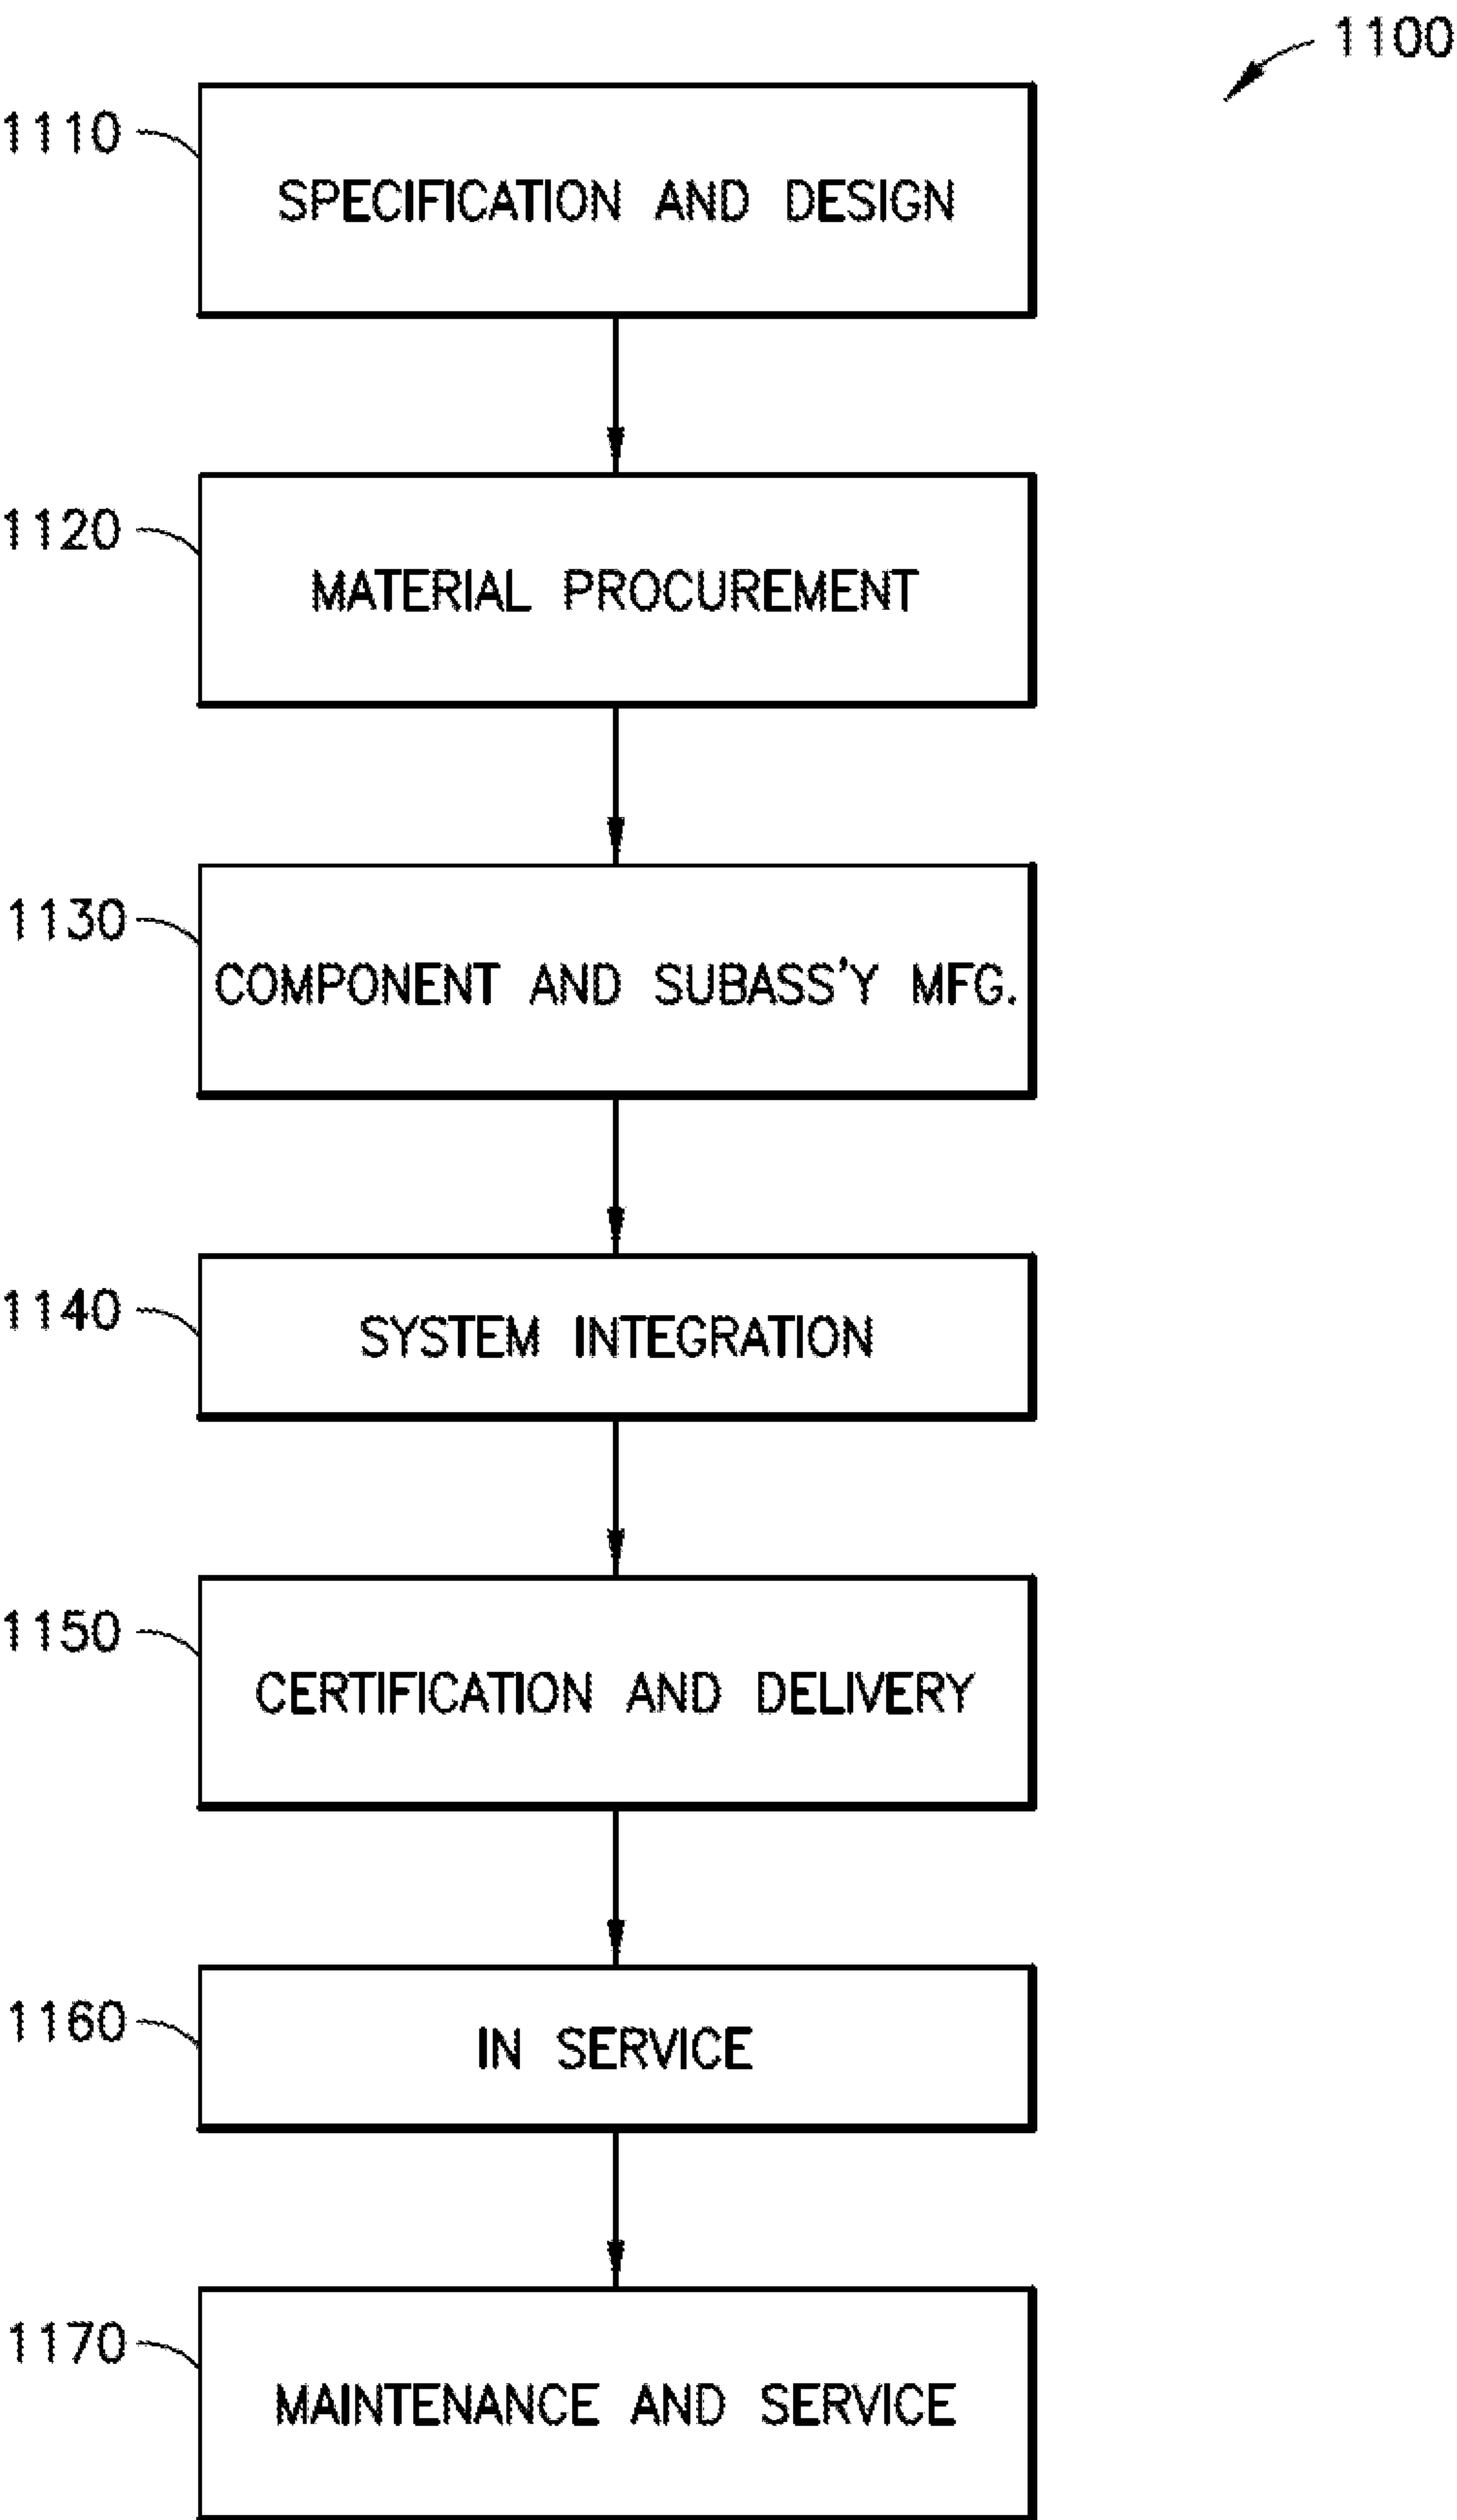 1100
1110
SPECIFICATION AND DESIGN
1120
MATERIAL PROCUREMENT
1130
COMPONENT AND SUBASS'Y MFG.
1140
SYSTEM INTEGRATION
1150
CERTIFICATION AND DELIVERY
1160
IN SERVICE
1170
MAINTENANCE AND SERVICE